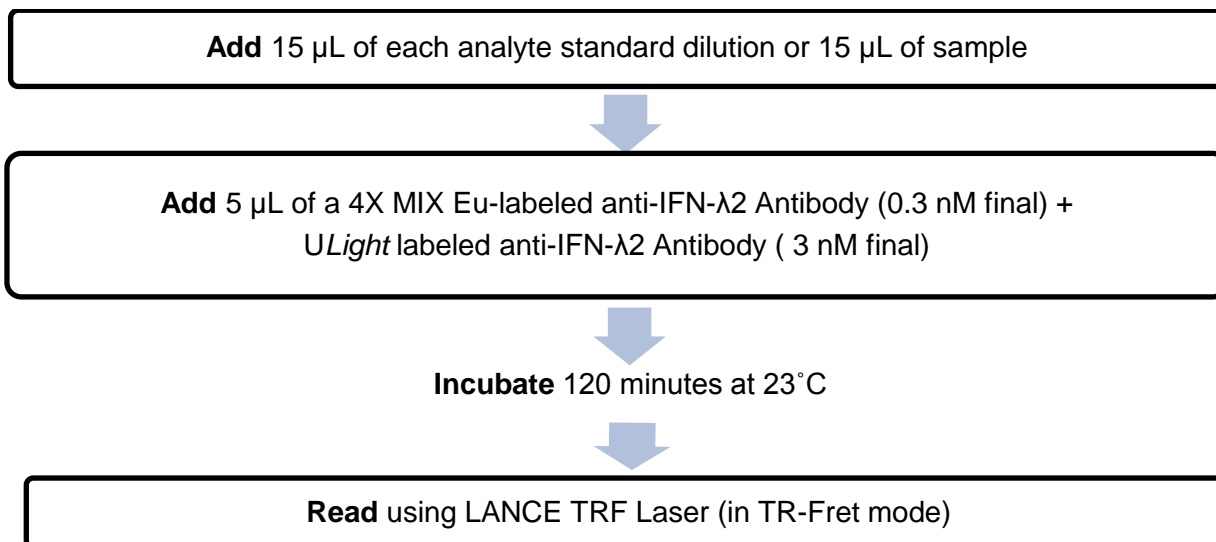 Add 15 µL of each analyte standard dilution or 15 µL of sample
Add 5 µL of a 4X MIX Eu-labeled anti-IFN-λ2 Antibody (0.3 nM final) +
ULight labeled anti-IFN-λ2 Antibody ( 3 nM final)
Incubate 120 minutes at 23˚C
Read using LANCE TRF Laser (in TR-Fret mode)